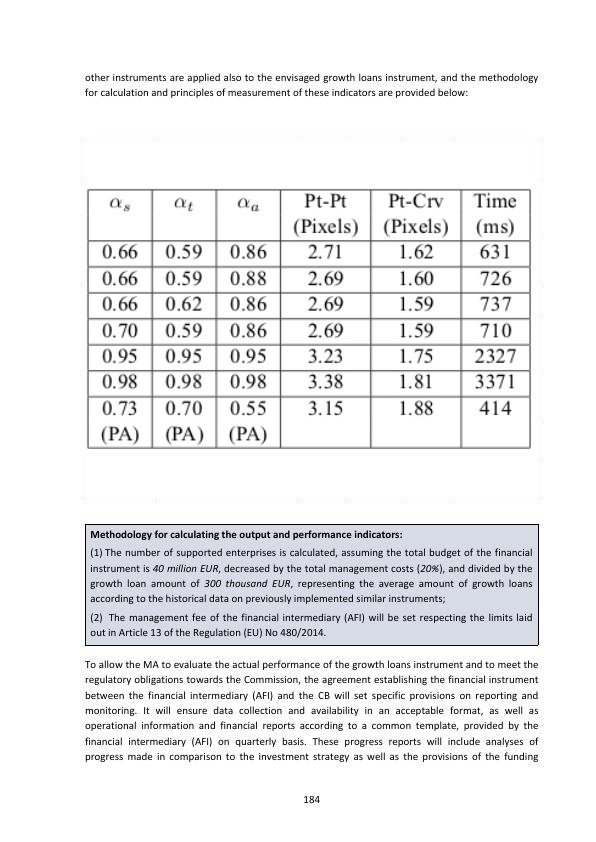 other instruments are applied also to the envisaged growth loans instrument, and the methodology
for calculation and principles of measurement of these indicators are provided below:
αs αt αa Pt-Pt Pt-Crv Time
(Pixels) (Pixels) (ms)
0.66 0.59 0.86 2.71 1.62 631
0.66 0.59 0.88 2.69 1.60 726
0.66 0.62 0.86 2.69 1.59 737
0.70 0.59 0.86 2.69 1.59 710
0.95 0.95 0.95 3.23 1.75 2327
0.98 0.98 0.98 3.38 1.81 3371
0.73 0.70 0.55 3.15 1.88 414
(PA) (PA) (PA)
Methodology for calculating the output and performance indicators:
(1) The number of supported enterprises is calculated, assuming the total budget of the financial
instrument is 40 million EUR, decreased by the total management costs (20%), and divided by the
growth loan amount of 300 thousand EUR, representing the average amount of growth loans
according to the historical data on previously implemented similar instruments;
(2) The management fee of the financial intermediary (AFI) will be set respecting the limits laid
out in Article 13 of the Regulation (EU) No 480/2014.
To allow the MA to evaluate the actual performance of the growth loans instrument and to meet the
regulatory obligations towards the Commission, the agreement establishing the financial instrument
between the financial intermediary (AFI) and the CB will set specific provisions on reporting and
monitoring. It will ensure data collection and availability in an acceptable format, as well as
operational information and financial reports according to a common template, provided by the
financial intermediary (AFI) on quarterly basis. These progress reports will include analyses of
progress made in comparison to the investment strategy as well as the provisions of the funding
184